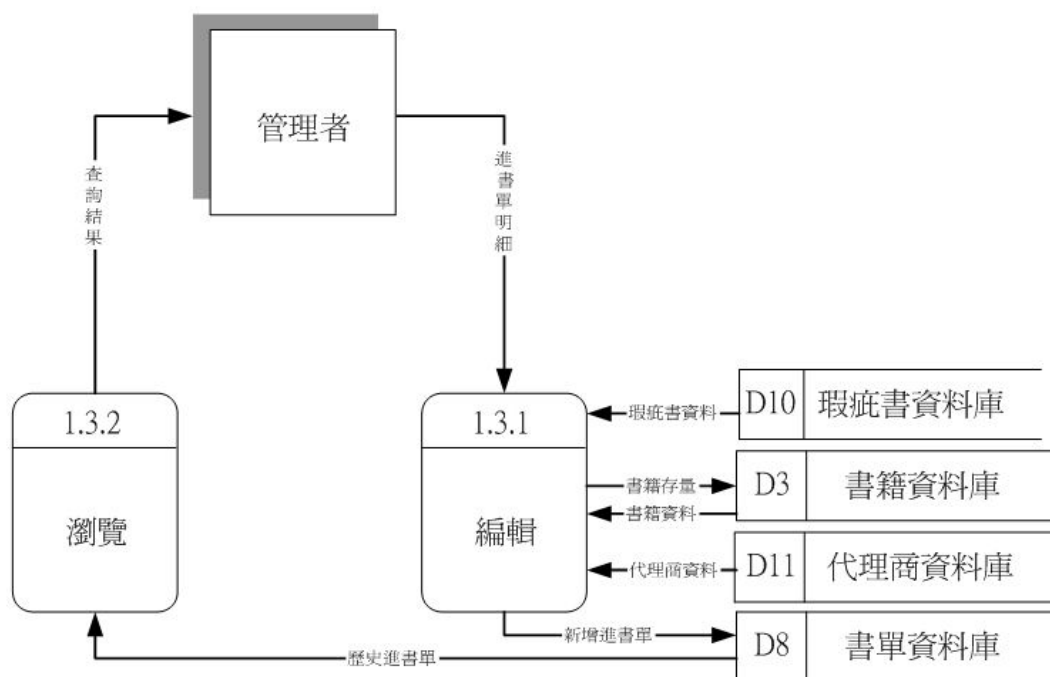 管理者
查詢結果
進書單明細
1.3.2
瀏覽
1.3.1
編輯
瑕疵書資料
D10
瑕疵書資料庫
書籍存量
書籍資料
D3
書籍資料庫
代理商資料
D11
代理商資料庫
新增進書單
D8
書單資料庫
歷史進書單